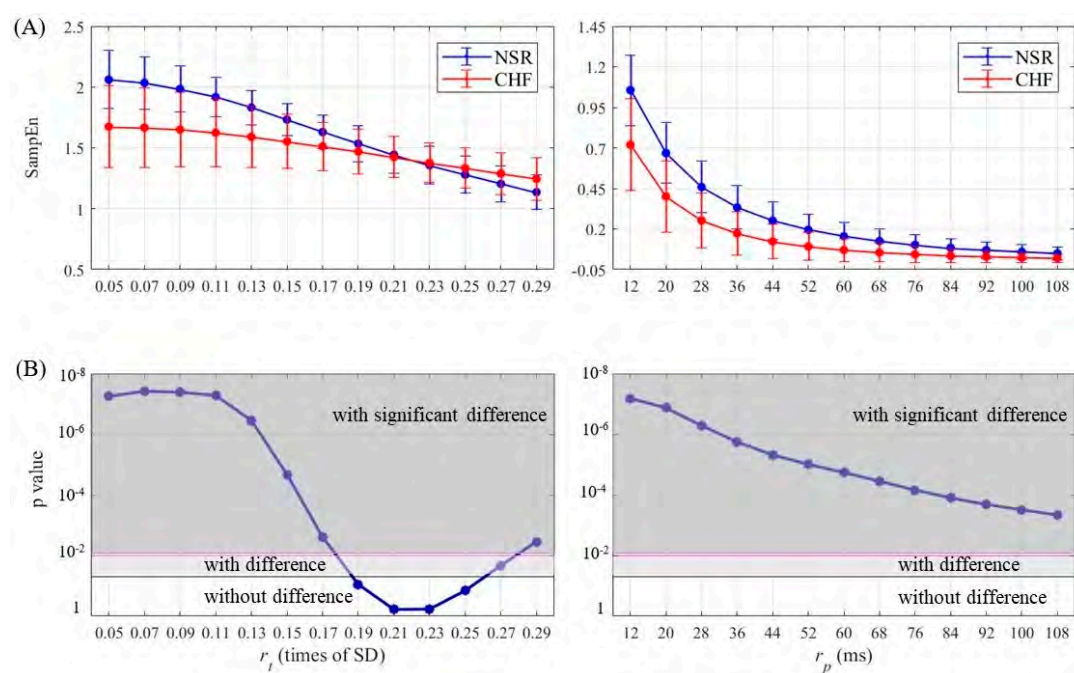 (A)
2.5
2
1.5
1
0.5
SampEn
NSR
CHF
0.05 0.07 0.09 0.11 0.13 0.15 0.17 0.19 0.21 0.23 0.25 0.27 0.29
1.45
1.2
0.95
0.7
0.45
0.2
-0.05
NSR
CHF
12 20 28 36 44 52 60 68 76 84 92 100 108
(B)
10⁻⁸
10⁻⁶
10⁻⁴
10⁻²
1
p value
with significant difference
with difference
without difference
0.05 0.07 0.09 0.11 0.13 0.15 0.17 0.19 0.21 0.23 0.25 0.27 0.29
r_t (times of SD)
10⁻⁸
10⁻⁶
10⁻⁴
10⁻²
1
with significant difference
with difference
without difference
12 20 28 36 44 52 60 68 76 84 92 100 108
r_p (ms)